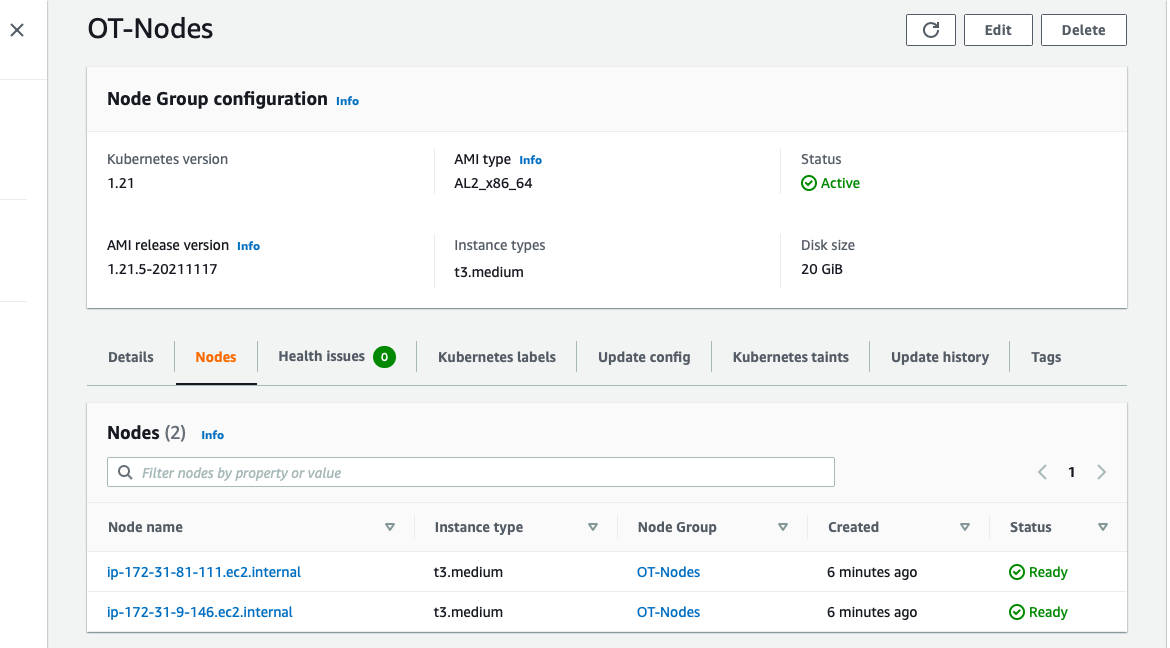 OT-Nodes
Edit
Delete
Node Group configuration Info
Kubernetes version
1.21
AMI type Info
AL2_x86_64
Status
Active
AMI release version Info
1.21.5-20211117
Instance types
t3.medium
Disk size
20 GiB
Details Nodes Health issues 0 Kubernetes labels Update config Kubernetes taints Update history Tags
Nodes (2) Info
Filter nodes by property or value
1
Node name Instance type Node Group Created Status
ip-172-31-81-111.ec2.internal t3.medium OT-Nodes 6 minutes ago Ready
ip-172-31-9-146.ec2.internal t3.medium OT-Nodes 6 minutes ago Ready